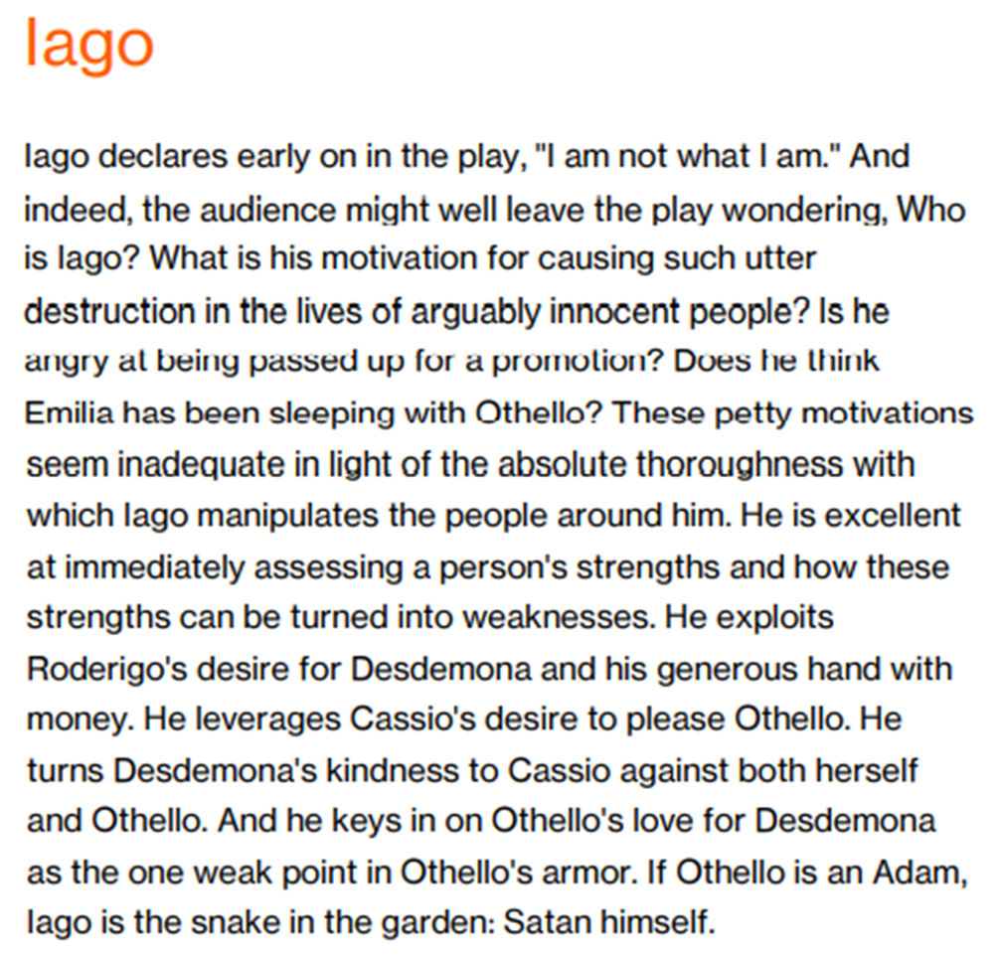 Iago
Iago declares early on in the play, "I am not what I am." And
indeed, the audience might well leave the play wondering, Who
is Iago? What is his motivation for causing such utter
destruction in the lives of arguably innocent people? Is he
angry at being passed up for a promotion? Does he think
Emilia has been sleeping with Othello? These petty motivations
seem inadequate in light of the absolute thoroughness with
which Iago manipulates the people around him. He is excellent
at immediately assessing a person's strengths and how these
strengths can be turned into weaknesses. He exploits
Roderigo's desire for Desdemona and his generous hand with
money. He leverages Cassio's desire to please Othello. He
turns Desdemona's kindness to Cassio against both herself
and Othello. And he keys in on Othello's love for Desdemona
as the one weak point in Othello's armor. If Othello is an Adam,
Iago is the snake in the garden: Satan himself.